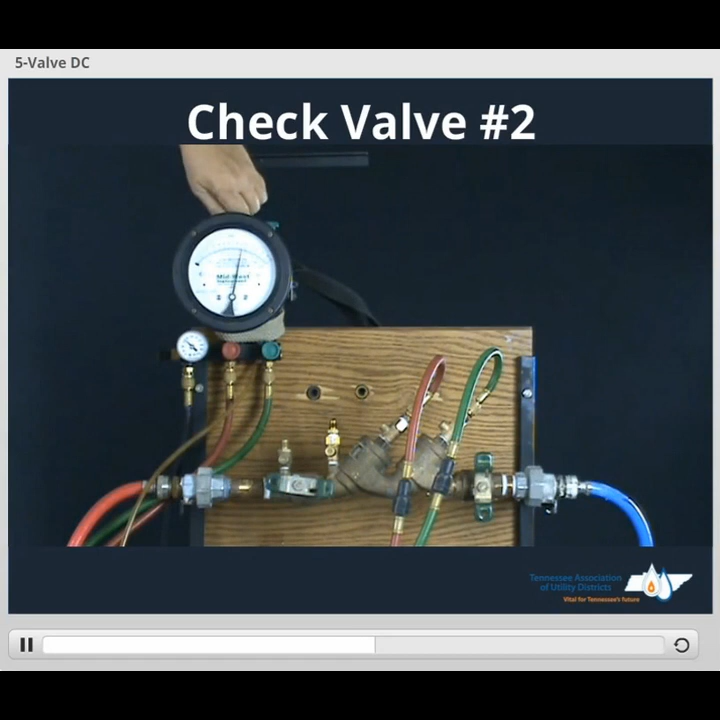 5-Valve DC
Check Valve #2
Mid-West
Tennessee Association
of Utility Districts
Vital for Tennessee's future